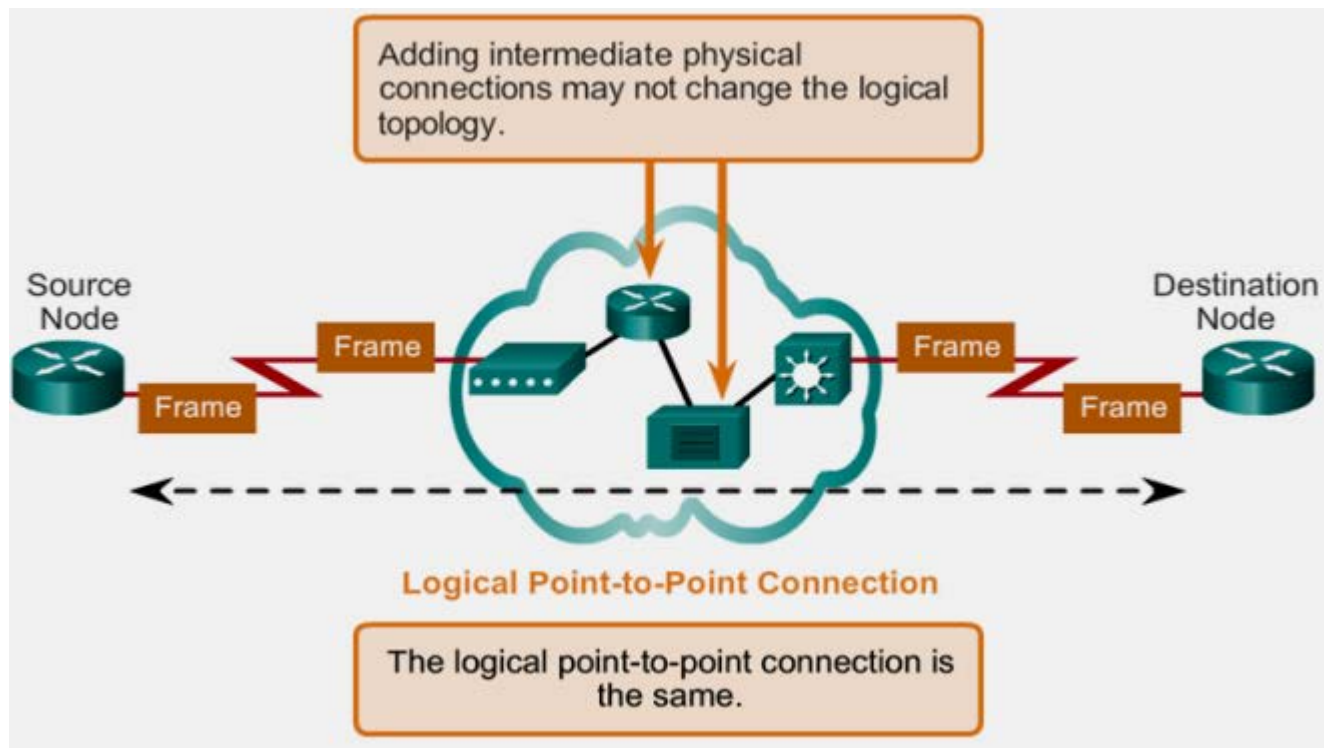 Adding intermediate physical
connections may not change the logical
topology.
Source
Node
Destination
Node
Frame
Frame
Frame
Frame
Logical Point-to-Point Connection
The logical point-to-point connection is
the same.